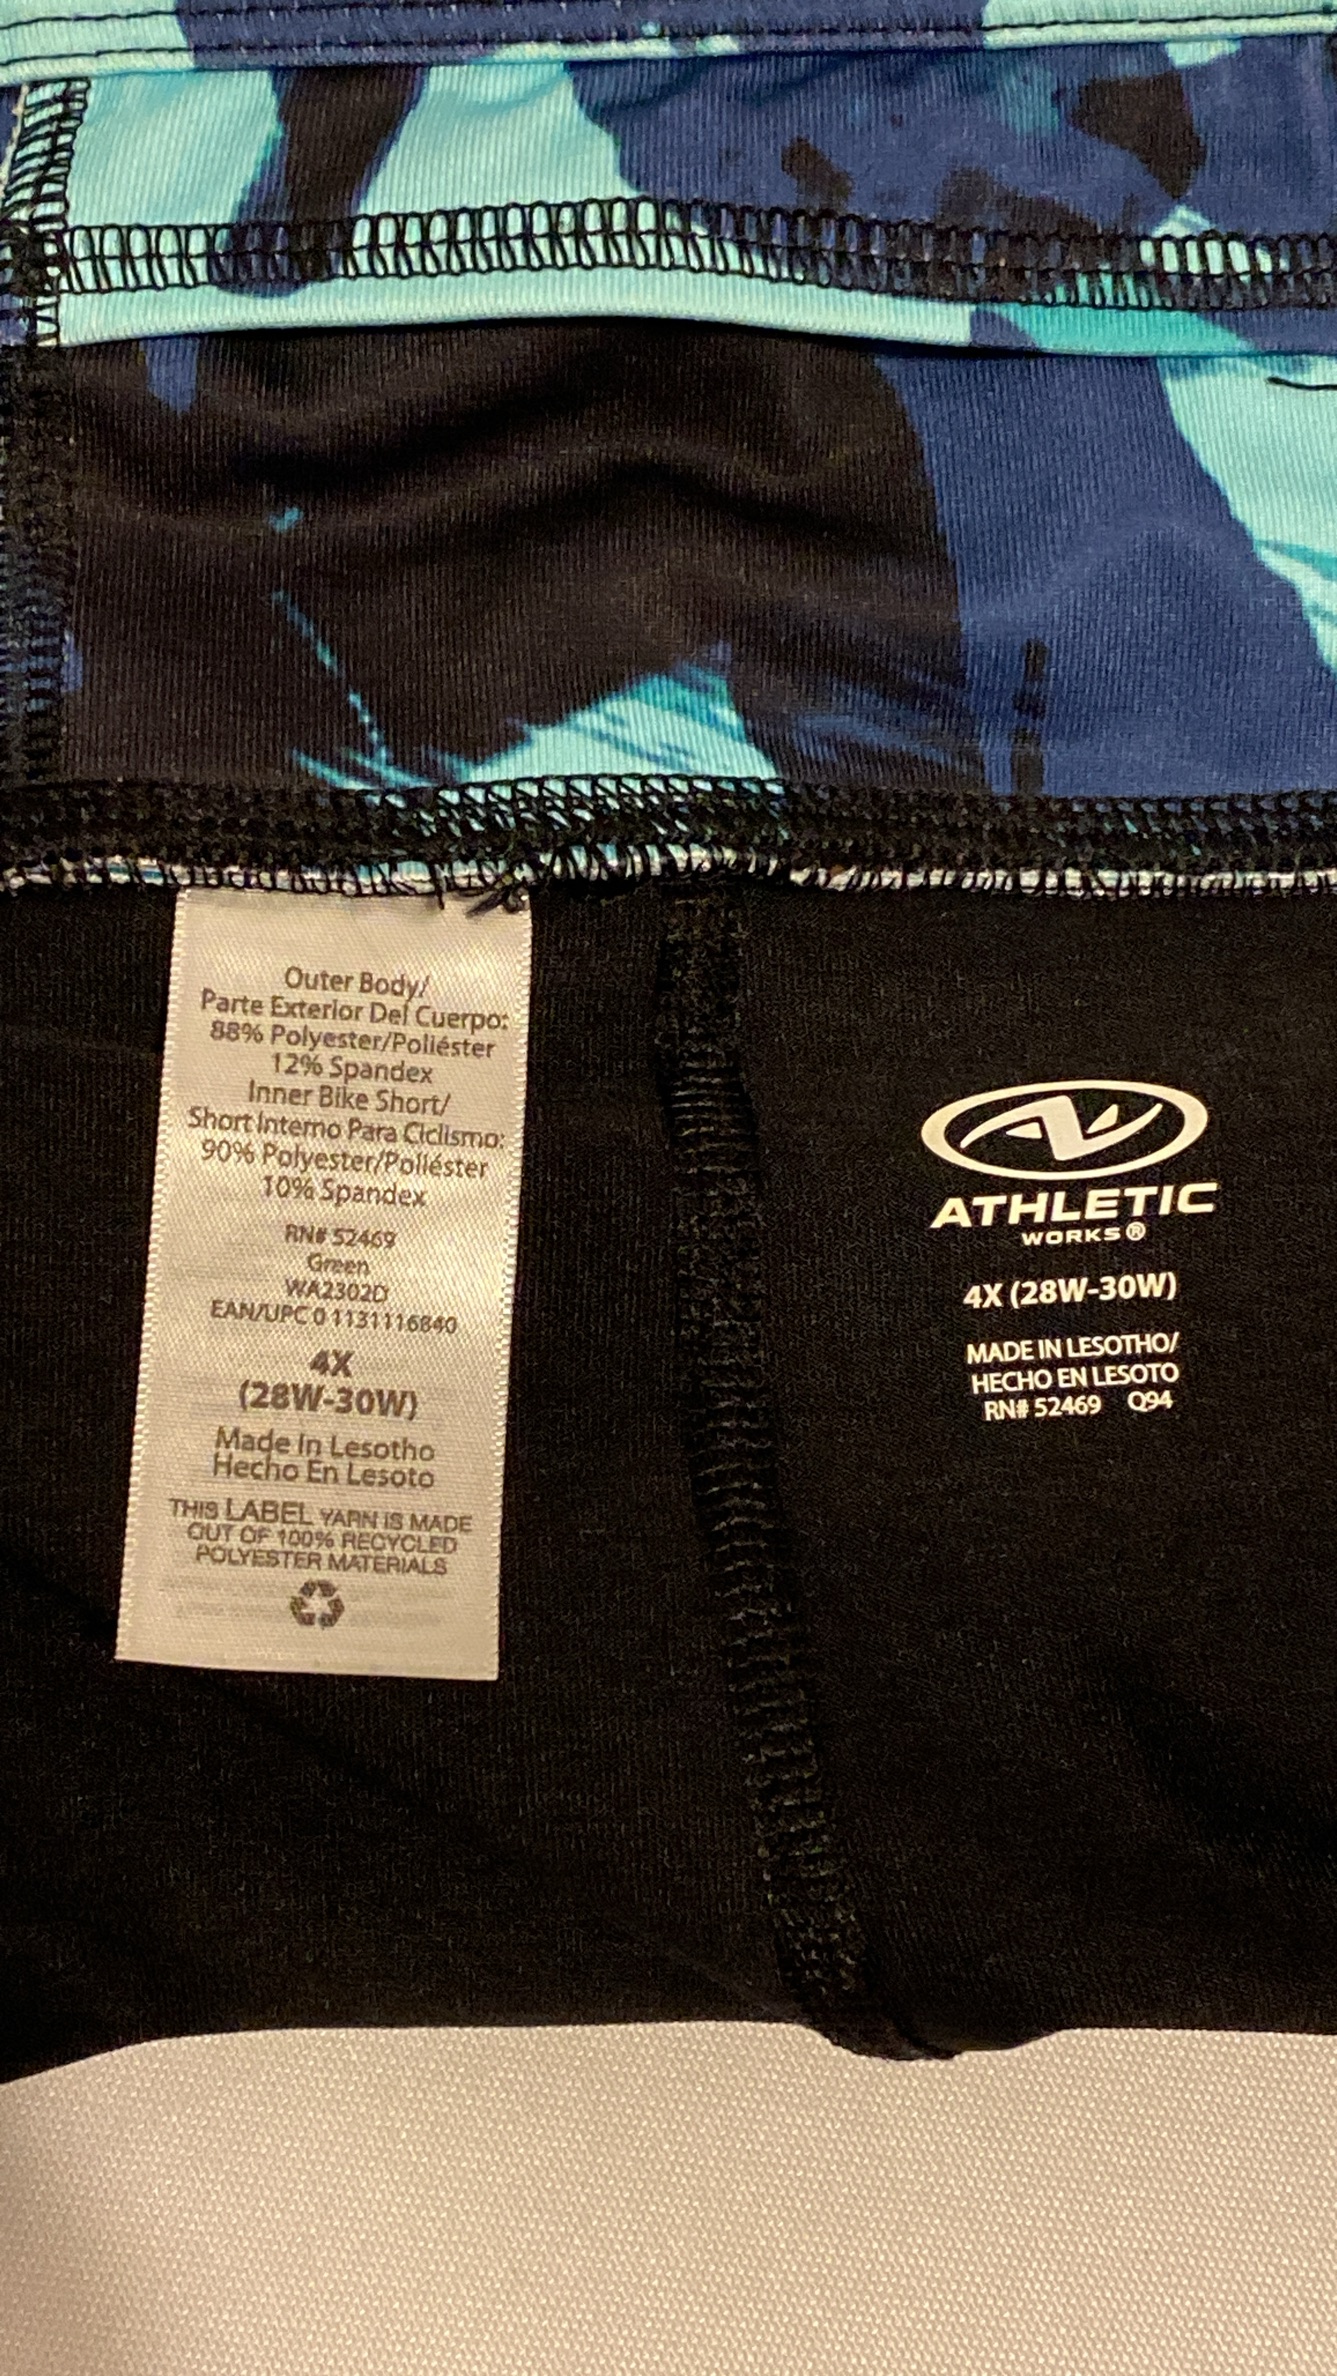 Outer Body/
Parte Exterior Del Cuerpo:
88% Polyester/Poliéster
12% Spandex
Inner Bike Short/
Short Interno Para Ciclismo:
90% Polyester/Poliéster
10% Spandex
RN# 52469
Green
WA2302D
EAN/UPC 0 1131116840
4X
(28W-30W)
Made In Lesotho
Hecho En Lesoto
THIS LABEL YARN IS MADE
OUT OF 100% RECYCLED
POLYESTER MATERIALS
ATHLETIC
WORKS®
4X (28W-30W)
MADE IN LESOTHO/
HECHO EN LESOTO
RN# 52469 Q94